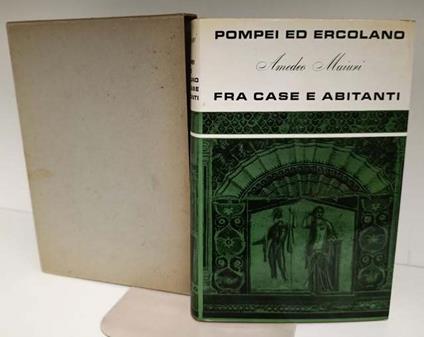 POMPEI ED ERCOLANO
Amedeo Maiuri
FRA CASE E ABITANTI